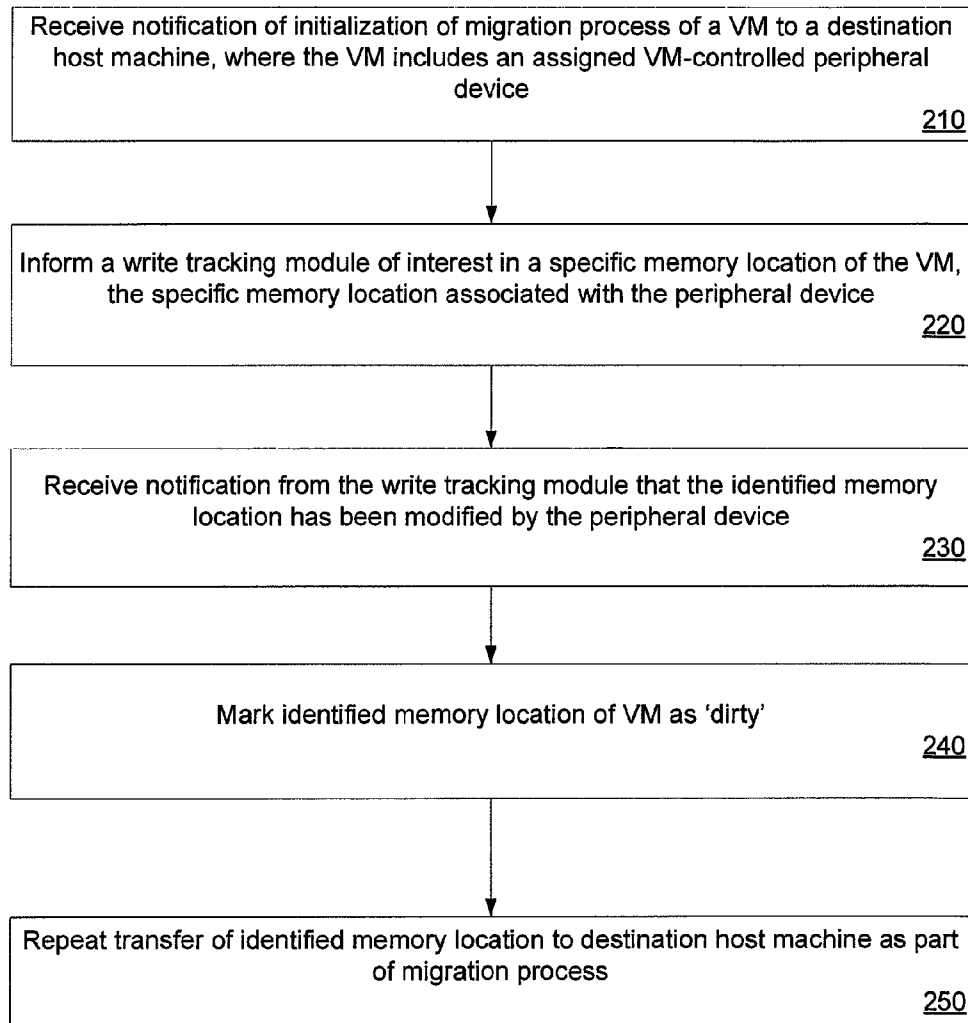 Receive notification of initialization of migration process of a VM to a destination
host machine, where the VM includes an assigned VM-controlled peripheral
device
210
Inform a write tracking module of interest in a specific memory location of the VM,
the specific memory location associated with the peripheral device
220
Receive notification from the write tracking module that the identified memory
location has been modified by the peripheral device
230
Mark identified memory location of VM as ‘dirty’
240
Repeat transfer of identified memory location to destination host machine as part
of migration process
250